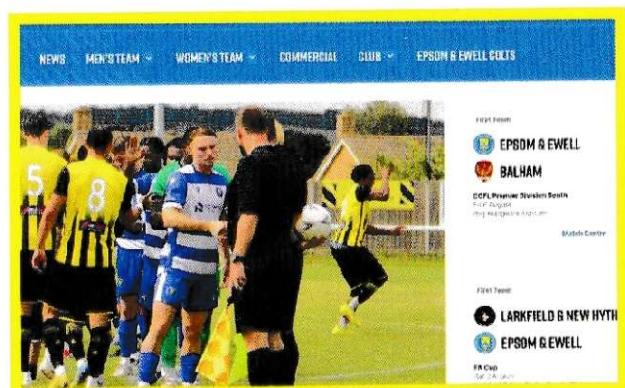 NEWS MEN'S TEAM WOMEN'S TEAM COMMERCIAL CLUB EPSOM & EWELL COLTS
5 8
First Team
EPSOM & EWELL
BALHAM
CCFL Premier Division South
Match Centre
First Team
LARKFIELD & NEW HYTH
EPSOM & EWELL
FA Cup